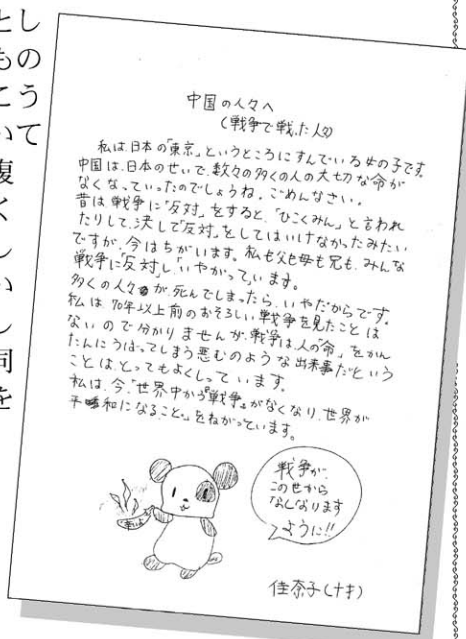 しのうて
中国の人々へ
(戦争で戦った人々)
私は、日本の「東京」というところにすんでいる女の子です。
中国は、日本のせいで、数々の多くの人の大切な命が
なくなっていったのでしょうね。ごめんなさい。
昔は戦争に「反対」をすると、「ひこくみん」と言われ
たりして、決して「反対」をしてはいけなかったみたい
ですが、今はちがいます。私も父も母も兄も、みんな
戦争に「反対」し、いやがっています。
多くの人々が、死んでしまったら、いやだからです。
私は、70年以上前のおそろしい戦争を見たことは
ないので分かりませんが、戦争は、人の「命」をかん
たんにうばってしまう悪むのような出来事だという
ことは、とってもよくしっています。
私は、今、「世界中から『戦争』がなくなり、世界が
平和になること。」をねがっています。
戦争が、
この世から
なくなります
ように!!
佳奈子(ナキ)